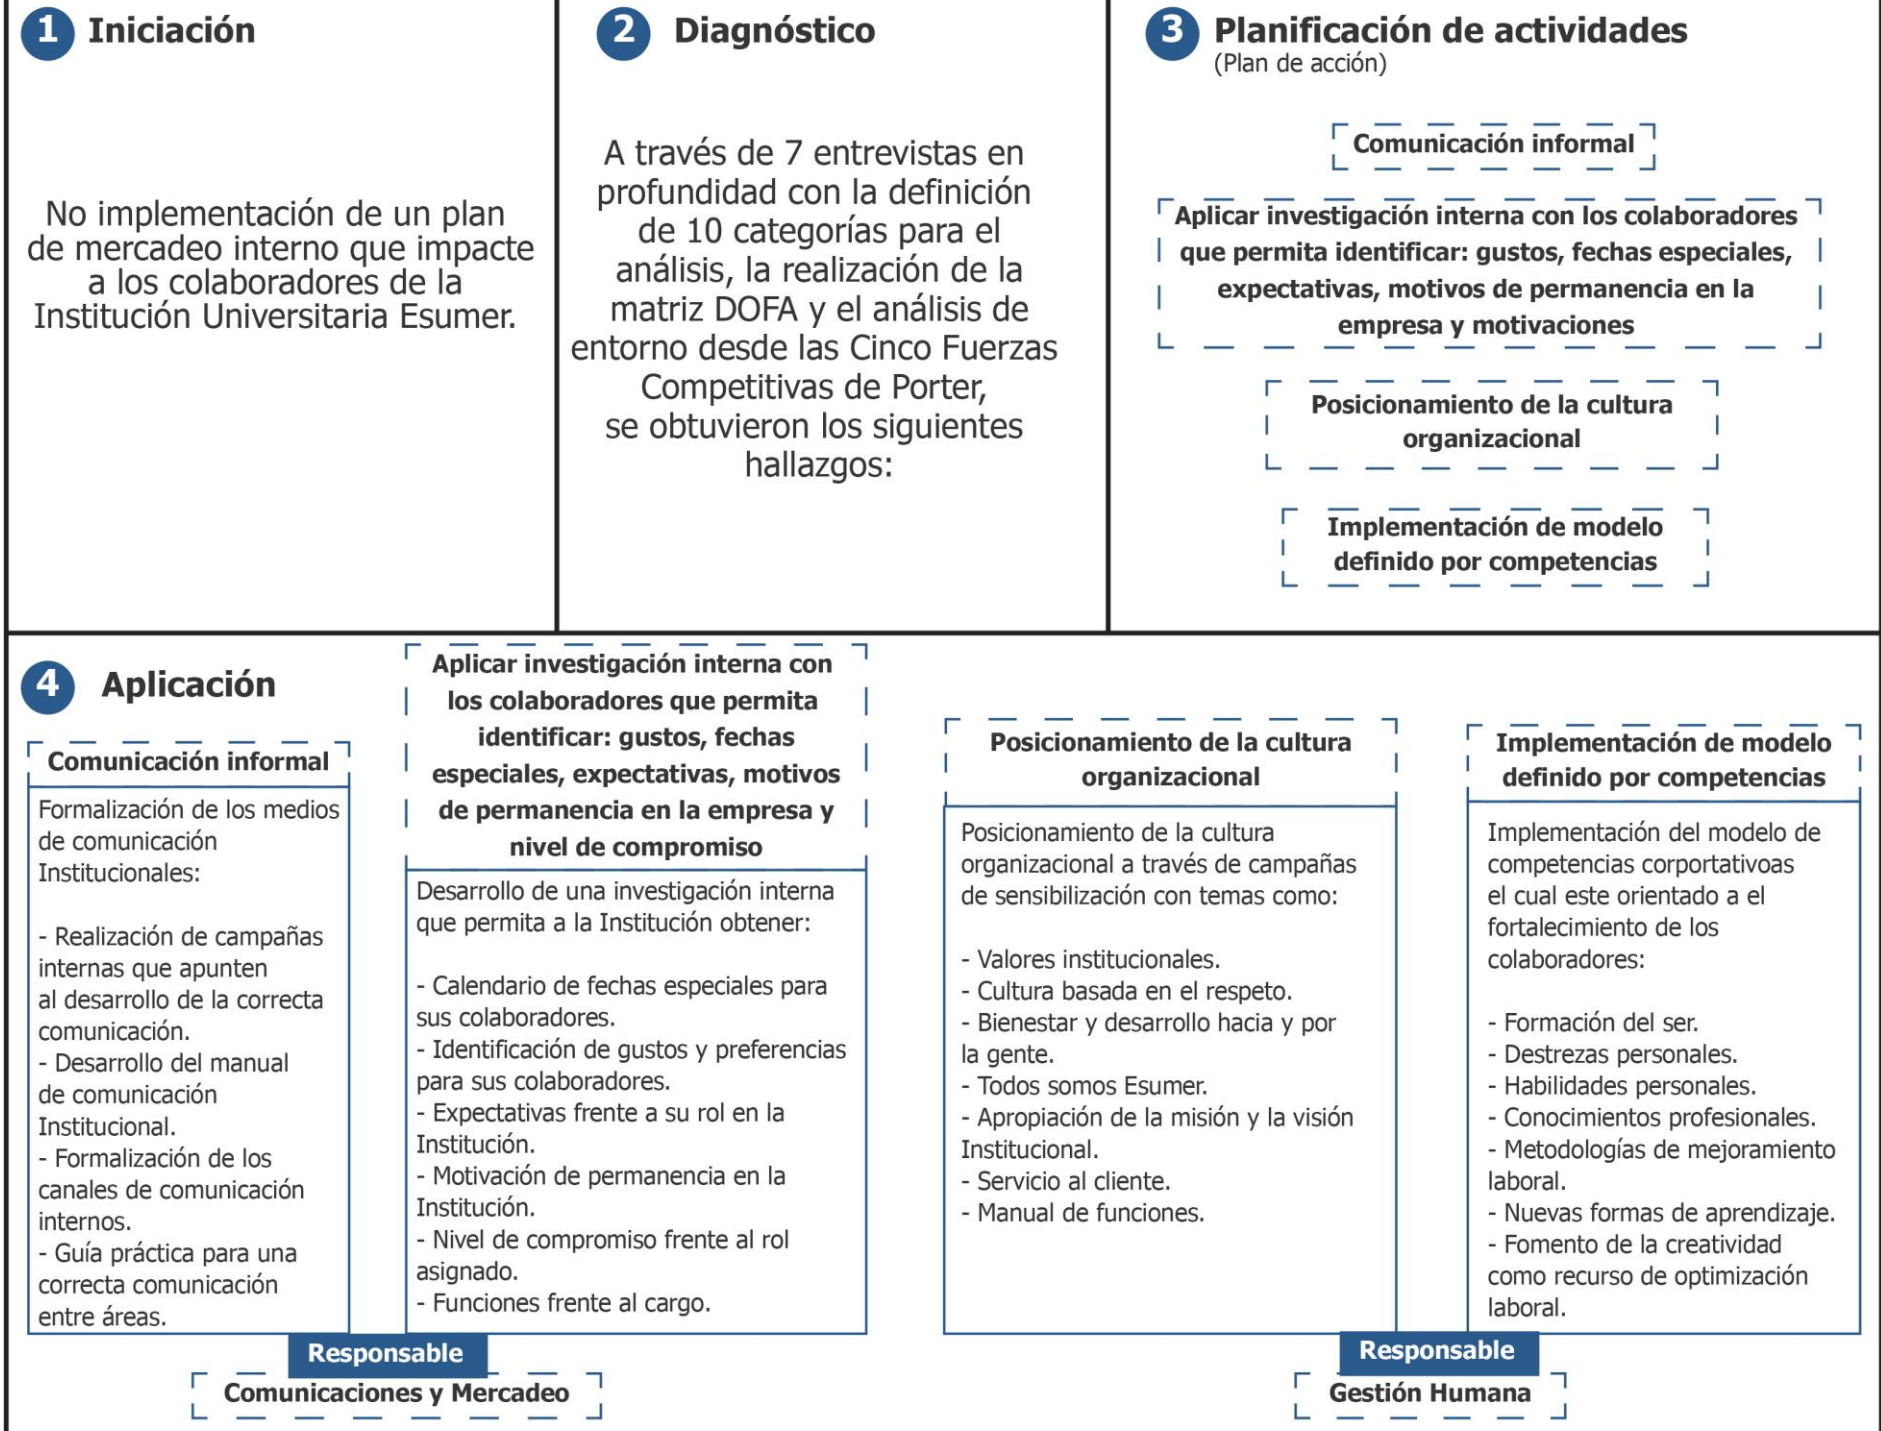 1 Iniciación
No implementación de un plan
de mercadeo interno que impacte
a los colaboradores de la
Institución Universitaria Esumer.
2 Diagnóstico
A través de 7 entrevistas en
profundidad con la definición
de 10 categorías para el
análisis, la realización de la
matriz DOFA y el análisis de
entorno desde las Cinco Fuerzas
Competitivas de Porter,
se obtuvieron los siguientes
hallazgos:
3 Planificación de actividades
(Plan de acción)
Comunicación informal
Aplicar investigación interna con los colaboradores
que permita identificar: gustos, fechas especiales,
expectativas, motivos de permanencia en la
empresa y motivaciones
Posicionamiento de la cultura
organizacional
Implementación de modelo
definido por competencias
4 Aplicación
Comunicación informal
Formalización de los medios
de comunicación
Institucionales:
- Realización de campañas
internas que apunten
al desarrollo de la correcta
comunicación.
- Desarrollo del manual
de comunicación
Institucional.
- Formalización de los
canales de comunicación
internos.
- Guía práctica para una
correcta comunicación
entre áreas.
Aplicar investigación interna con
los colaboradores que permita
identificar: gustos, fechas
especiales, expectativas, motivos
de permanencia en la empresa y
nivel de compromiso
Desarrollo de una investigación interna
que permita a la Institución obtener:
- Calendario de fechas especiales para
sus colaboradores.
- Identificación de gustos y preferencias
para sus colaboradores.
- Expectativas frente a su rol en la
Institución.
- Motivación de permanencia en la
Institución.
- Nivel de compromiso frente al rol
asignado.
- Funciones frente al cargo.
Responsable
Comunicaciones y Mercadeo
Posicionamiento de la cultura
organizacional
Posicionamiento de la cultura
organizacional a través de campañas
de sensibilización con temas como:
- Valores institucionales.
- Cultura basada en el respeto.
- Bienestar y desarrollo hacia y por
la gente.
- Todos somos Esumer.
- Apropiación de la misión y la visión
Institucional.
- Servicio al cliente.
- Manual de funciones.
Implementación de modelo
definido por competencias
Implementación del modelo de
competencias corportativoas
el cual este orientado a el
fortalecimiento de los
colaboradores:
- Formación del ser.
- Destrezas personales.
- Habilidades personales.
- Conocimientos profesionales.
- Metodologías de mejoramiento
laboral.
- Nuevas formas de aprendizaje.
- Fomento de la creatividad
como recurso de optimización
laboral.
Responsable
Gestión Humana